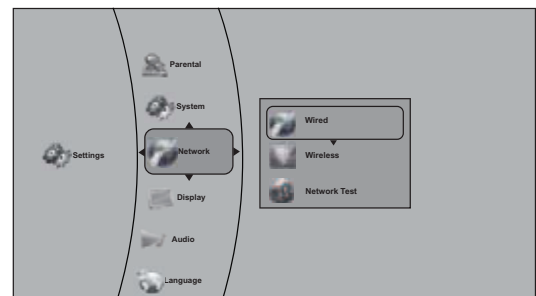 Settings
Parental
System
Network
Display
Audio
Language
Wired
Wireless
Network Test